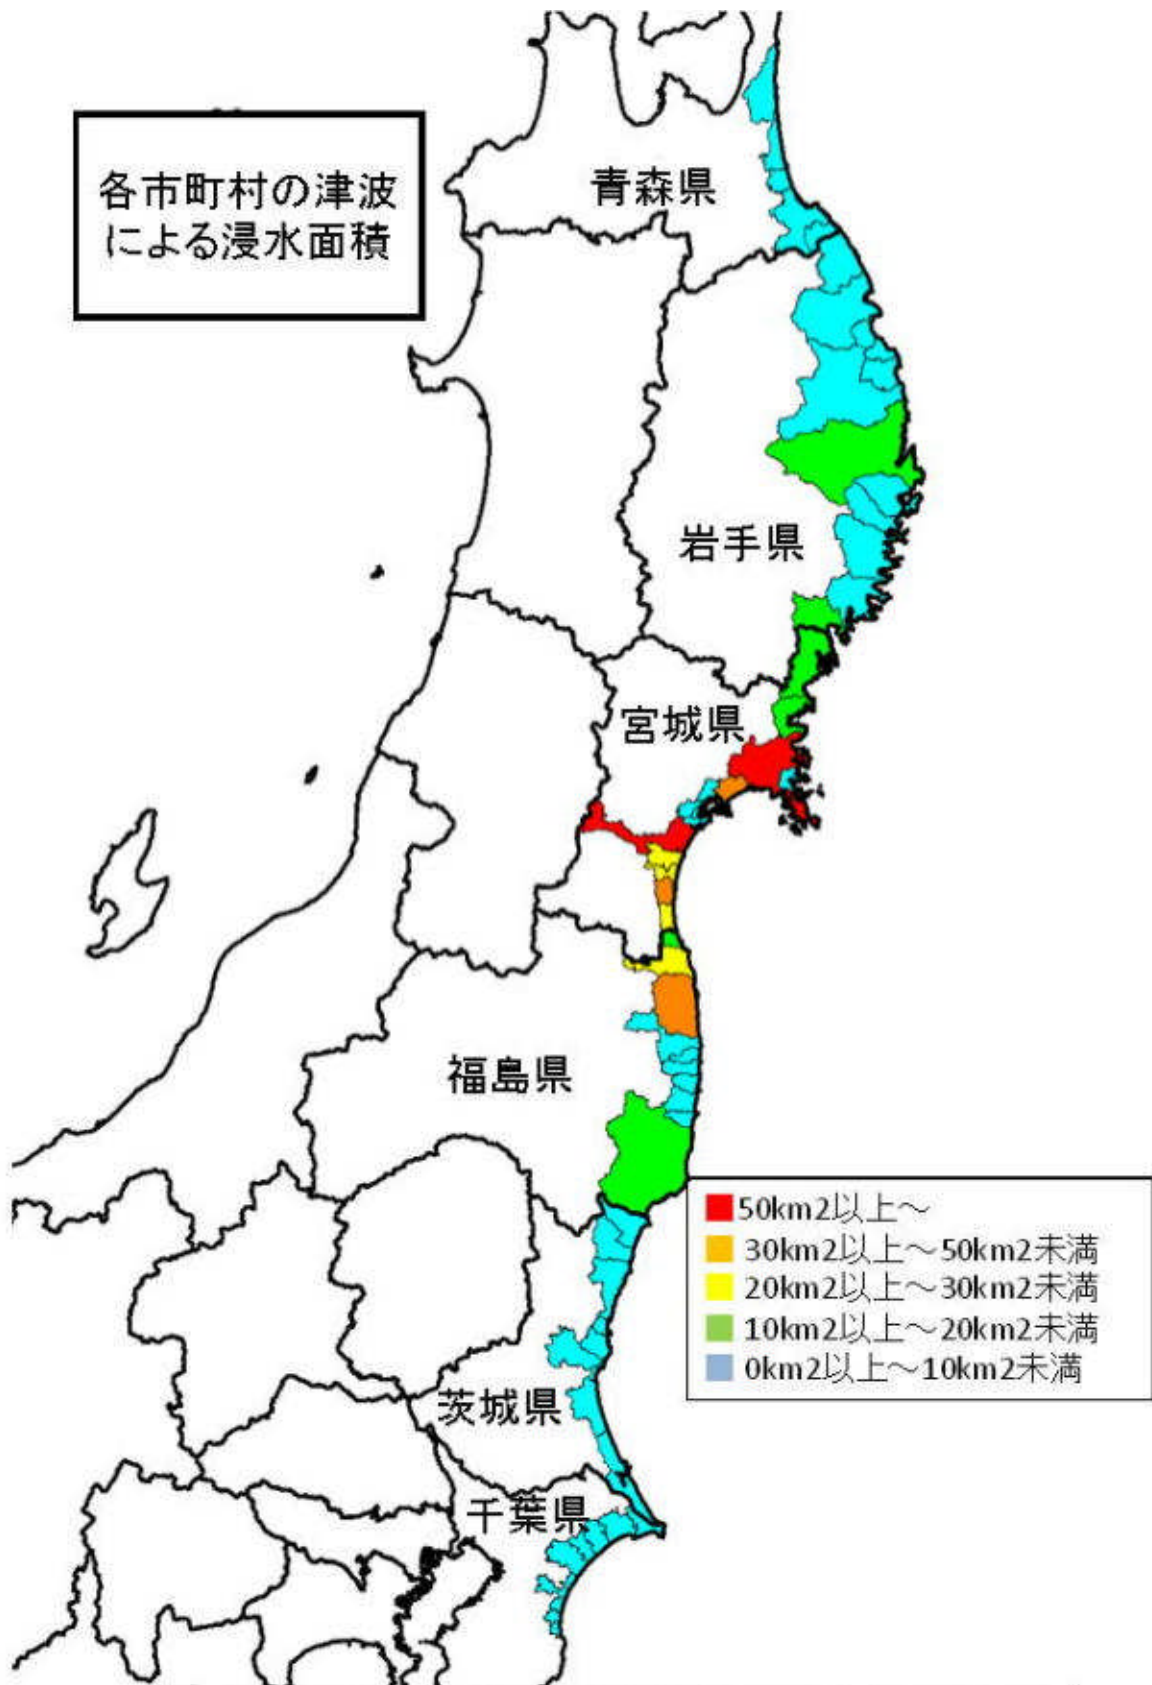 各市町村の津波
による浸水面積
青森県
岩手県
宮城県
福島県
50km2以上～
30km2以上～50km2未満
20km2以上～30km2未満
10km2以上～20km2未満
0km2以上～10km2未満
茨城県
千葉県